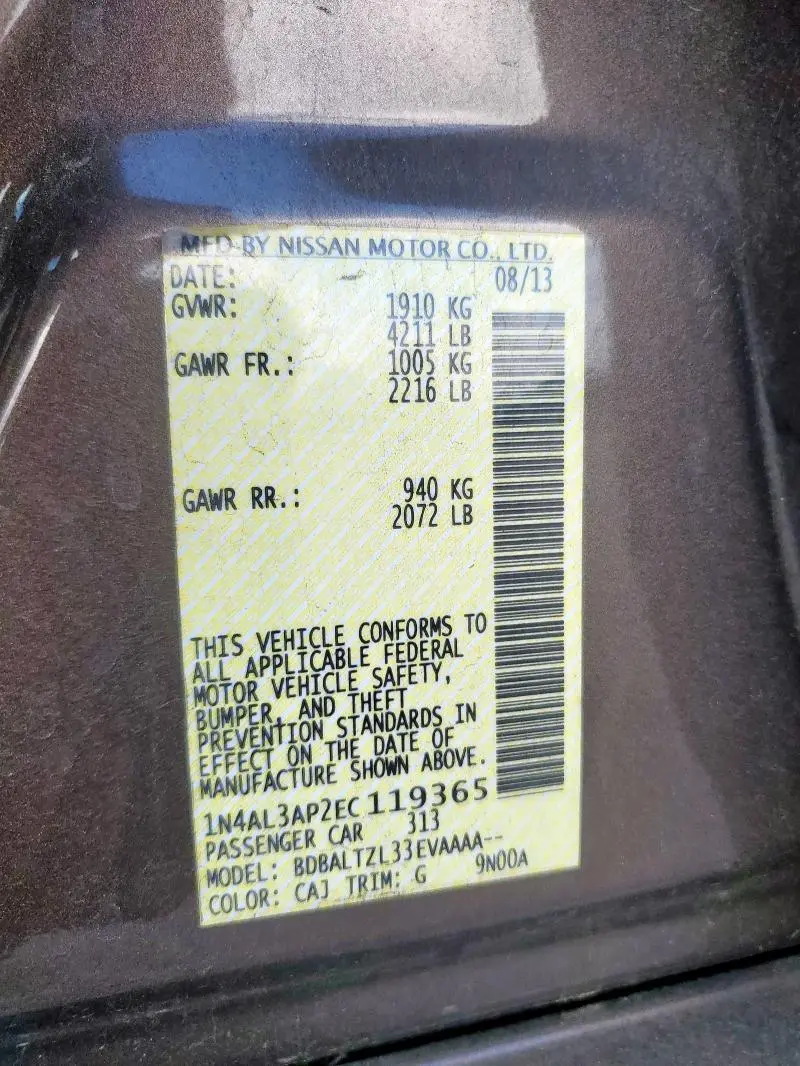 MFD BY NISSAN MOTOR CO., LTD.
DATE: 08/13
GVWR: 1910 KG
4211 LB
GAWR FR.: 1005 KG
2216 LB
GAWR RR.: 940 KG
2072 LB
THIS VEHICLE CONFORMS TO
ALL APPLICABLE FEDERAL
MOTOR VEHICLE SAFETY,
BUMPER, AND THEFT
PREVENTION STANDARDS IN
EFFECT ON THE DATE OF
MANUFACTURE SHOWN ABOVE.
1N4AL3AP2EC119365
PASSENGER CAR 313
MODEL: BDBALTZL33EVAAAA--
COLOR: CAJ TRIM: G 9N00A